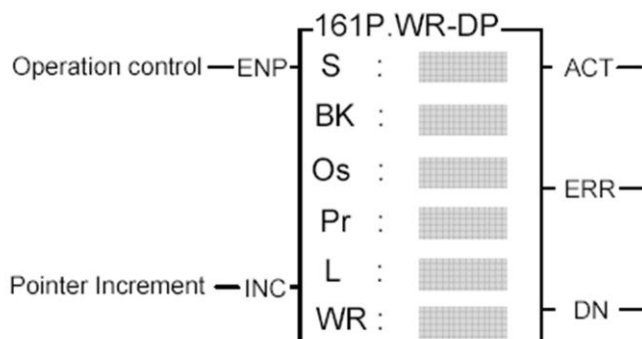 161P.WR-DP
Operation control ENP S : ACT
BK :
Os :
ERR
Pr :
Pointer Increment INC L :
WR : DN